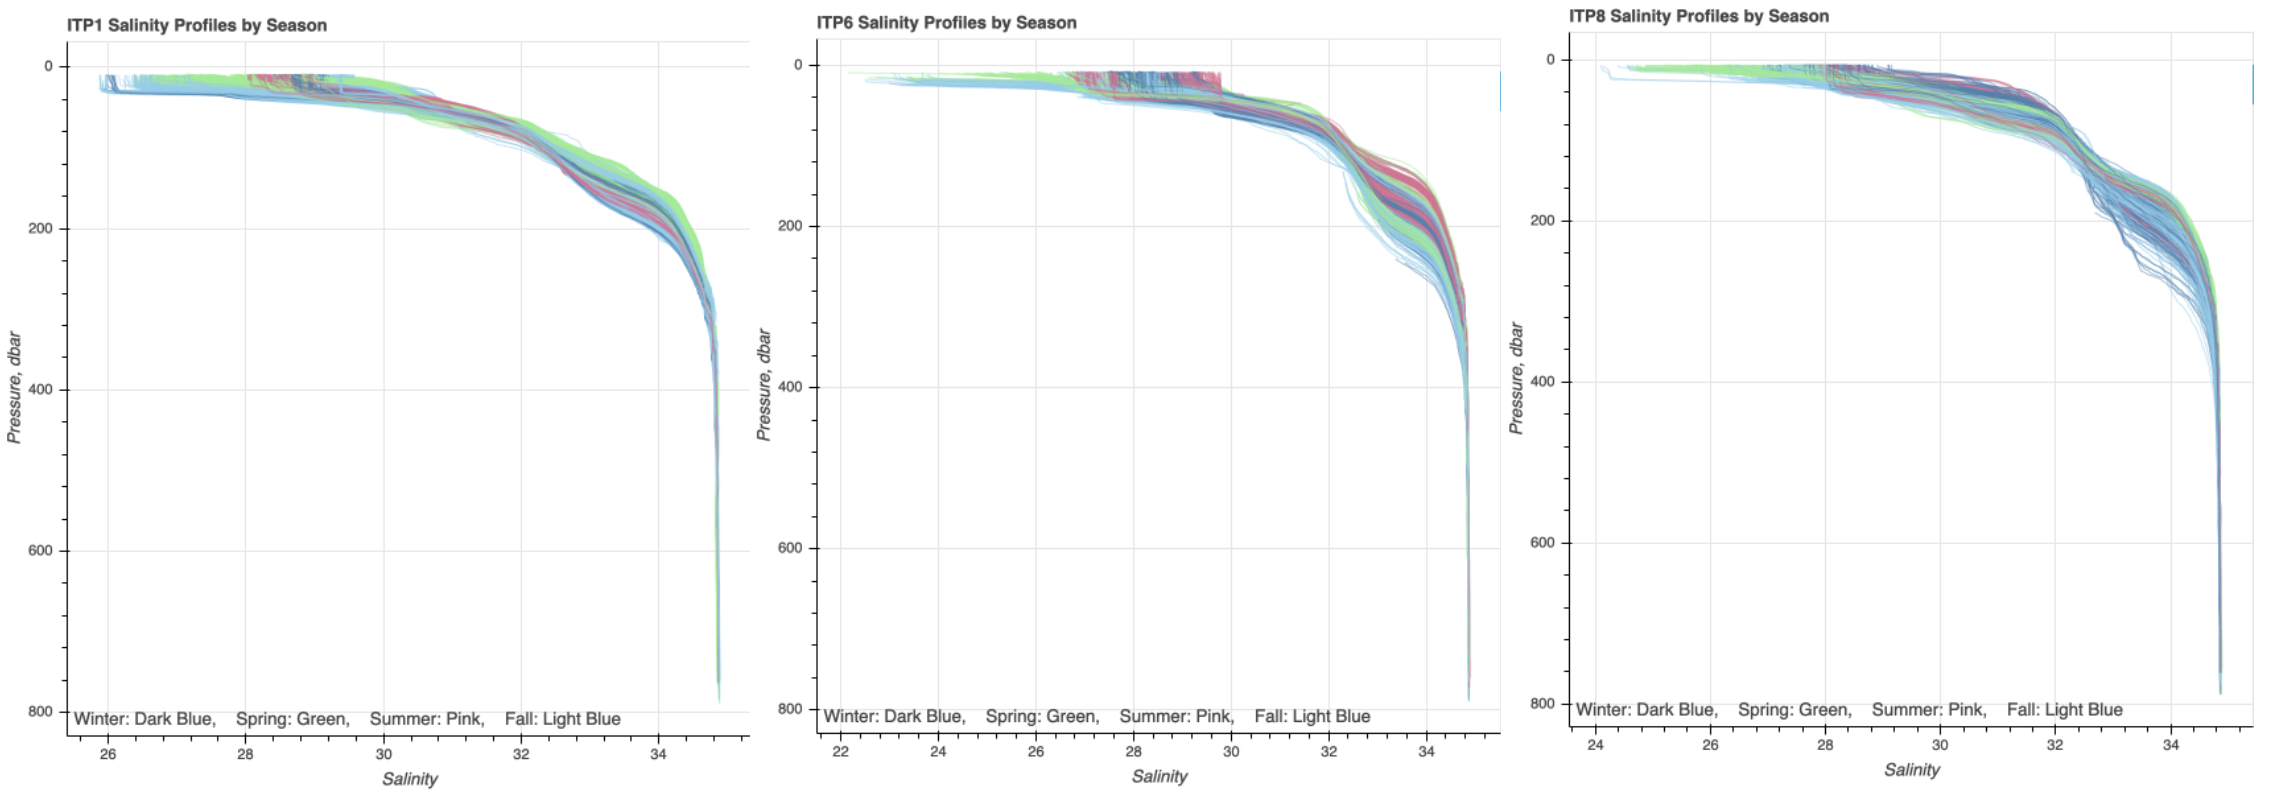 ITP1 Salinity Profiles by Season
0
200
400
600
800
Pressure, dbar
Winter: Dark Blue, Spring: Green, Summer: Pink, Fall: Light Blue
26 28 30 32 34
Salinity
ITP6 Salinity Profiles by Season
0
200
400
600
800
Pressure, dbar
Winter: Dark Blue, Spring: Green, Summer: Pink, Fall: Light Blue
22 24 26 28 30 32 34
Salinity
ITP8 Salinity Profiles by Season
0
200
400
600
800
Pressure, dbar
Winter: Dark Blue, Spring: Green, Summer: Pink, Fall: Light Blue
24 26 28 30 32 34
Salinity